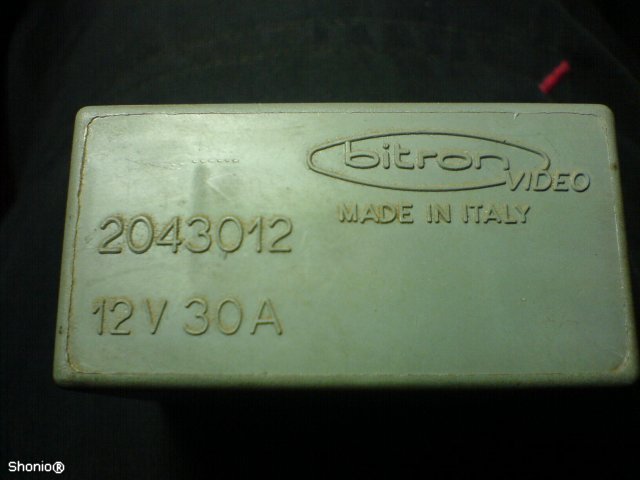 bitron
VIDEO
MADE IN ITALY
2043012
12V 30A
Shonio®